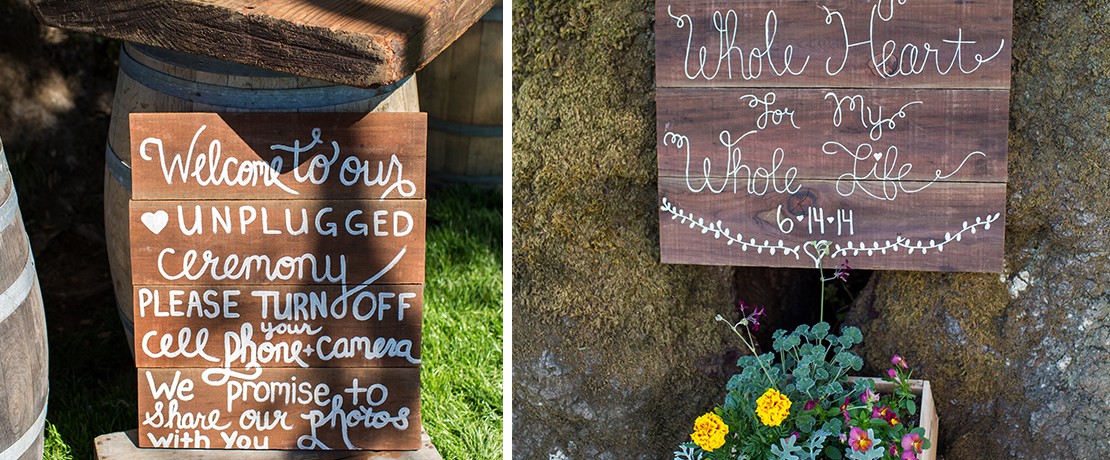 Welcome to our
UNPLUGGED
Ceremony
PLEASE TURN OFF
your
Cell Phone + Camera
We promise to
share our photos
with You
Whole Heart
For My
Whole Life
6·14·14